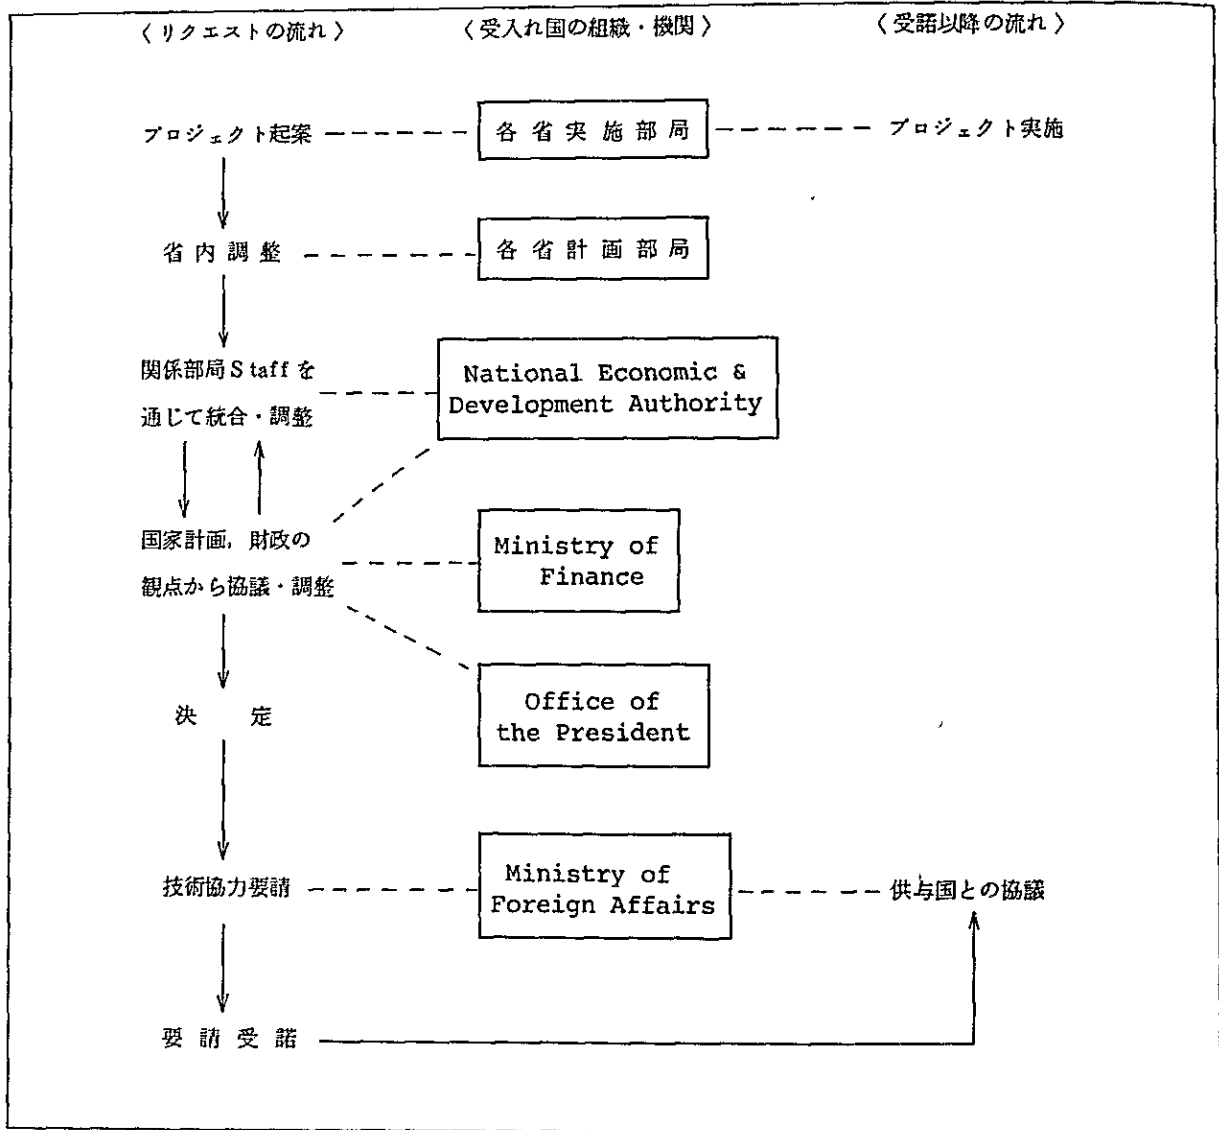 〈リクエストの流れ〉 〈受入れ国の組織・機関〉 〈受諾以降の流れ〉
プロジェクト起案 各省実施部局 プロジェクト実施
省内調整 各省計画部局
関係部局Staffを
通じて統合・調整
National Economic &
Development Authority
国家計画，財政の
観点から協議・調整
Ministry of
Finance
決定
Office of
the President
技術協力要請
Ministry of
Foreign Affairs
供与国との協議
要請受諾